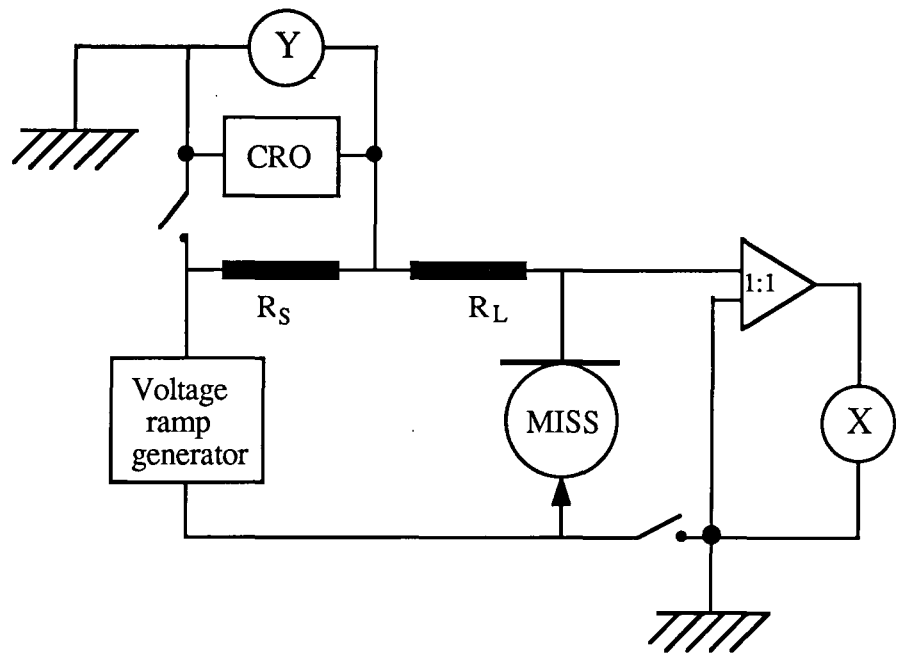 Y
CRO
R_S
R_L
1:1
Voltage
ramp
generator
MISS
X